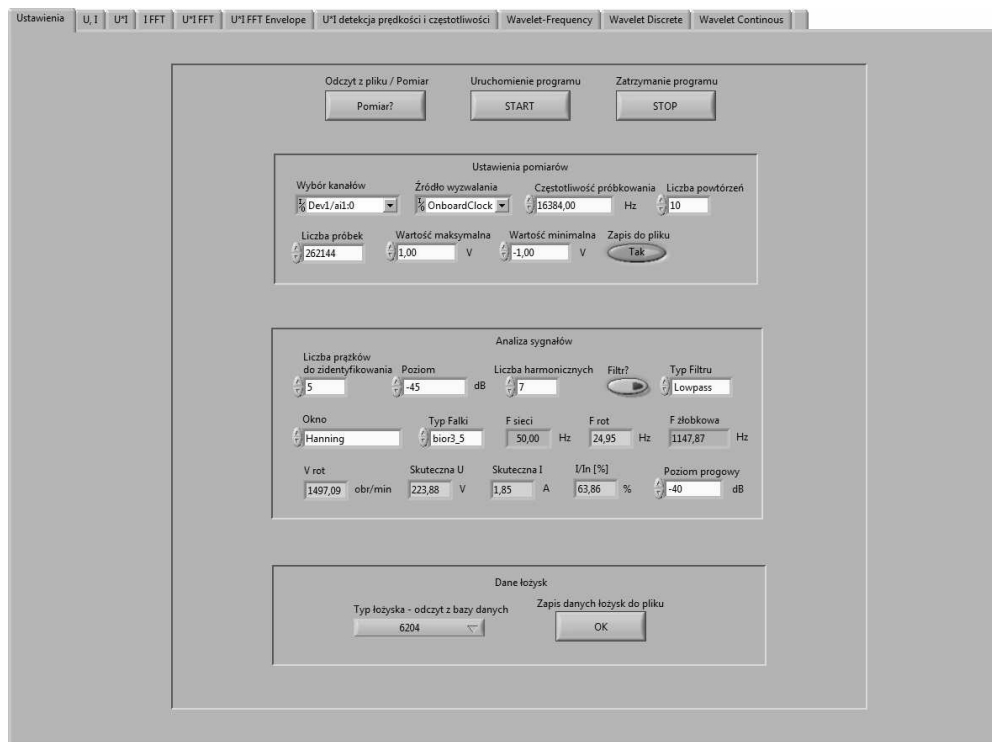 Ustawienia U, I U*I I FFT U*I FFT U*I FFT Envelope U*I detekcja prędkości i częstotliwości Wavelet-Frequency Wavelet Discrete Wavelet Continous
Odczyt z pliku / Pomiar Uruchomienie programu Zatrzymanie programu
Pomiar? START STOP
Ustawienia pomiarów
Wybór kanałów Źródło wyzwalania Częstotliwość próbkowania Liczba powtórzeń
Dev1/ai1:0 OnboardClock 16384,00 Hz 10
Liczba próbek Wartość maksymalna Wartość minimalna Zapis do pliku
262144 1,00 V -1,00 V Tak
Analiza sygnałów
Liczba prążków
do zidentyfikowania Poziom Liczba harmonicznych Filtr? Typ Filtru
5 -45 dB 7 Lowpass
Okno Typ Falki F sieci F rot F żłobkowa
Hanning bior3_5 50,00 Hz 24,95 Hz 1147,87 Hz
V rot Skuteczna U Skuteczna I I/In [%] Poziom progowy
1497,09 obr/min 223,88 V 1,85 A 63,86 % -40 dB
Dane łożysk
Typ łożyska - odczyt z bazy danych Zapis danych łożysk do pliku
6204 OK